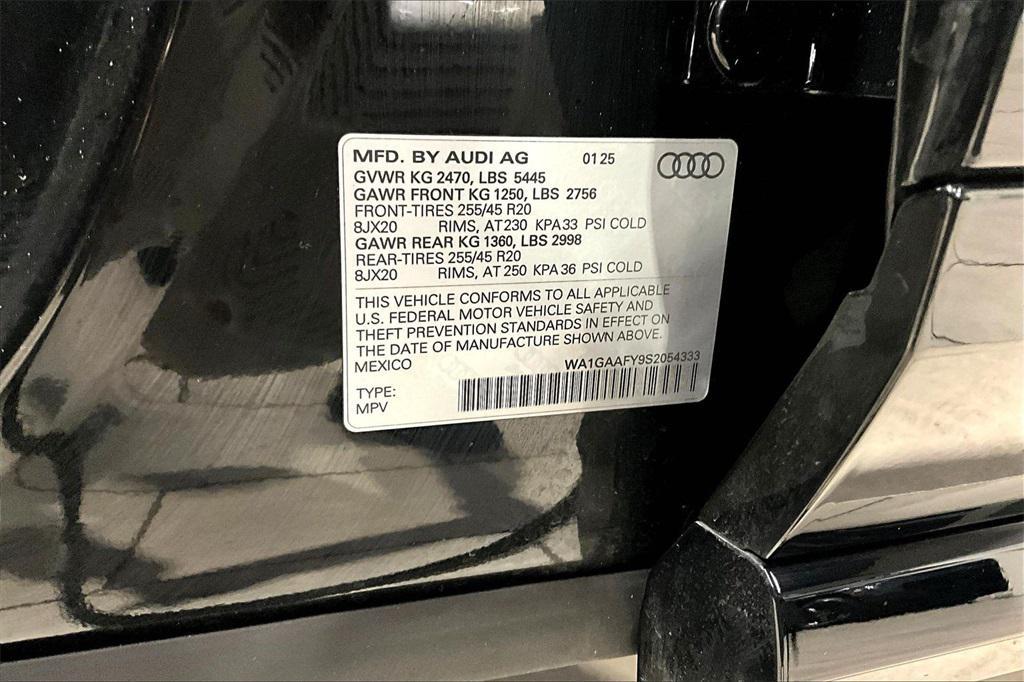 MFD. BY AUDI AG 01 25
GVWR KG 2470, LBS 5445
GAWR FRONT KG 1250, LBS 2756
FRONT-TIRES 255/45 R20
8JX20 RIMS, AT 230 KPA 33 PSI COLD
GAWR REAR KG 1360, LBS 2998
REAR-TIRES 255/45 R20
8JX20 RIMS, AT 250 KPA 36 PSI COLD
THIS VEHICLE CONFORMS TO ALL APPLICABLE
U.S. FEDERAL MOTOR VEHICLE SAFETY AND
THEFT PREVENTION STANDARDS IN EFFECT ON
THE DATE OF MANUFACTURE SHOWN ABOVE.
MEXICO WA1GAAFY9S2054333
TYPE:
MPV